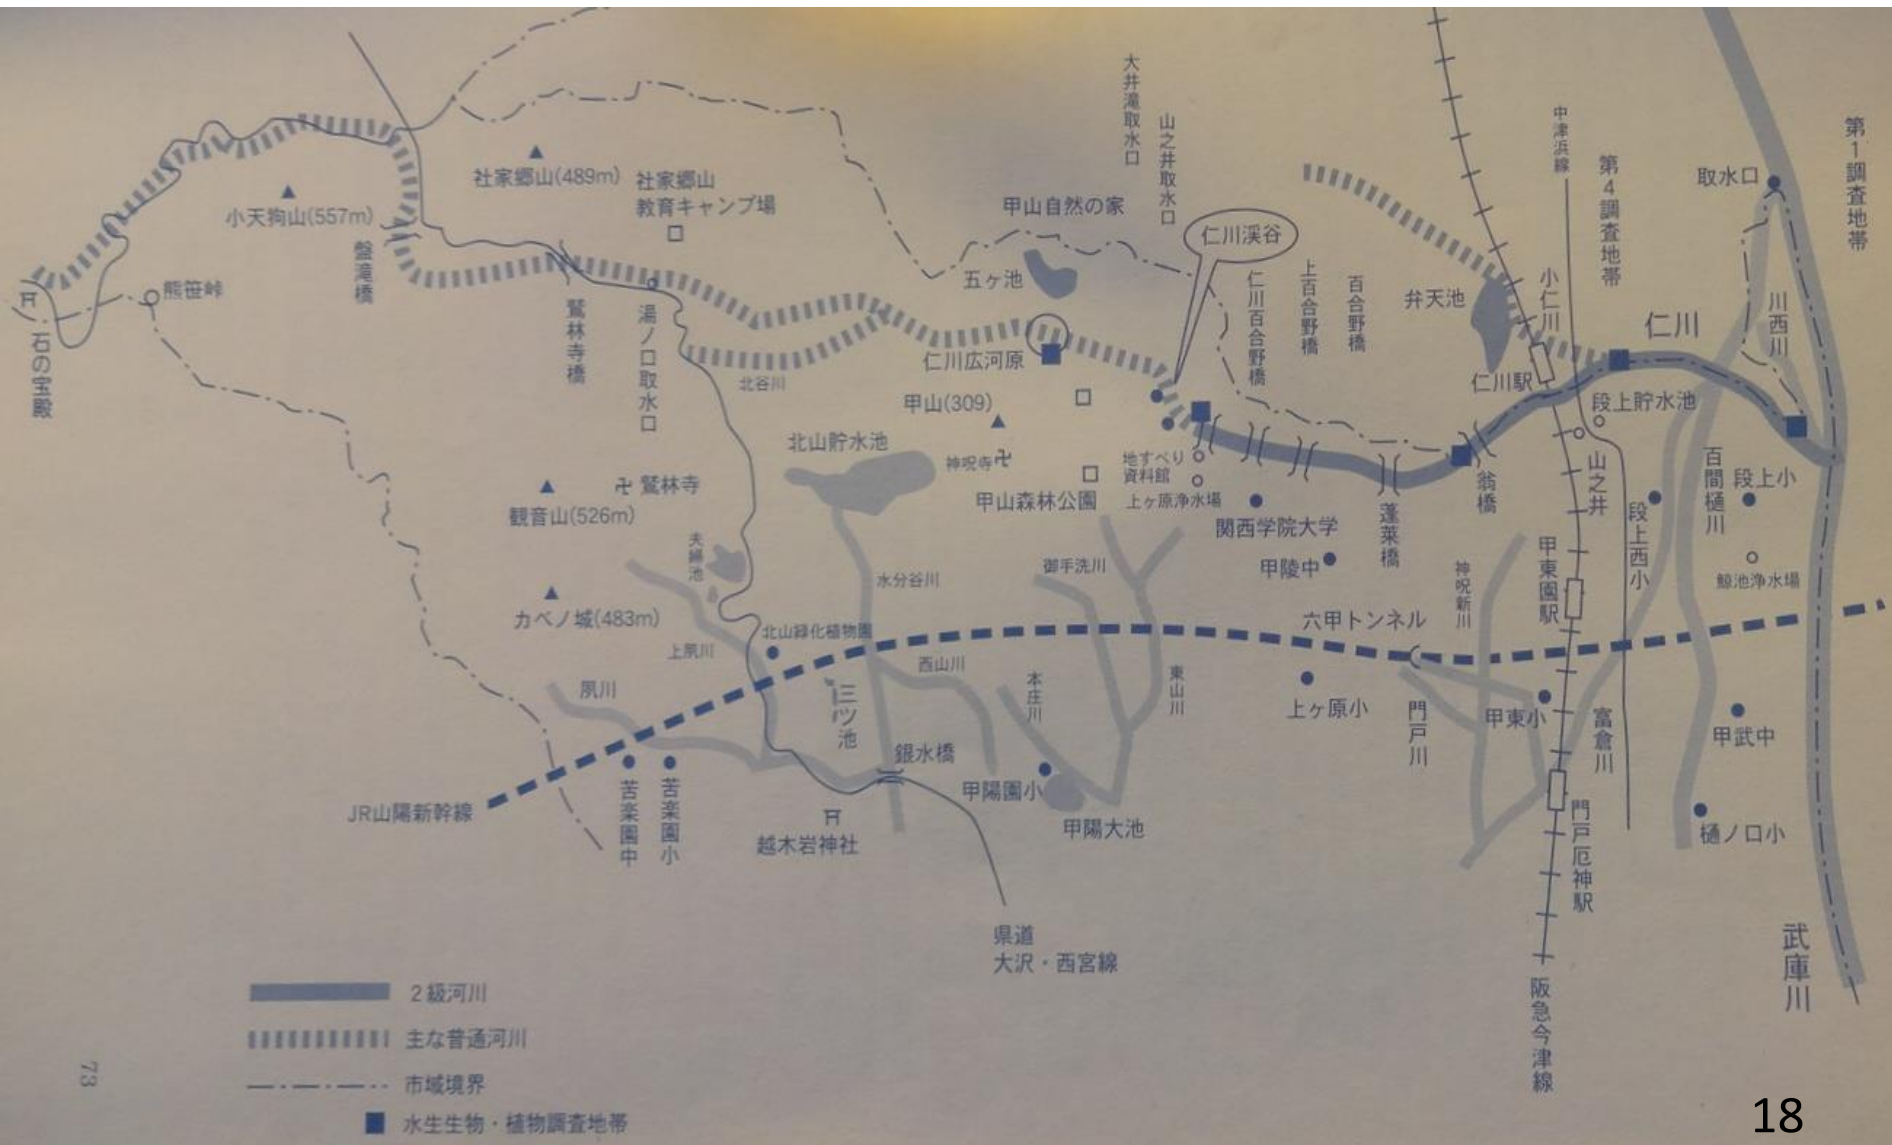 大井滝取水口
山之井取水口
中津浜線
第4調査地帯
第1調査地帯
取水口
社家郷山(489m)
社家郷山
教育キャンプ場
小天狗山(557m)
盤滝橋
甲山自然の家
仁川渓谷
熊笹峠
石の宝殿
鷲林寺橋
湯ノ口取水口
五ヶ池
仁川百合野橋
上百合野橋
百合野橋
弁天池
小仁川
仁川
川西川
北谷川
仁川広河原
仁川駅
段上貯水池
甲山(309)
北山貯水池
神呪寺
地すべり
資料館
上ヶ原浄水場
甲山森林公園
翁橋
山之井
百間樋川
段上小
段上西小
観音山(526m)
鷲林寺
関西学院大学
蓬莱橋
甲陵中
夫婦池
水分谷川
御手洗川
神呪新川
甲東園駅
鯨池浄水場
カベノ城(483m)
北山緑化植物園
六甲トンネル
上夙川
西山川
夙川
三ツ池
本庄川
東山川
上ヶ原小
門戸川
甲東小
富倉川
甲武中
銀水橋
甲陽園小
JR山陽新幹線
苦楽園中
苦楽園小
越木岩神社
甲陽大池
門戸厄神駅
樋ノ口小
県道
大沢・西宮線
武庫川
阪急今津線
2級河川
主な普通河川
市域境界
水生生物・植物調査地帯
73
18